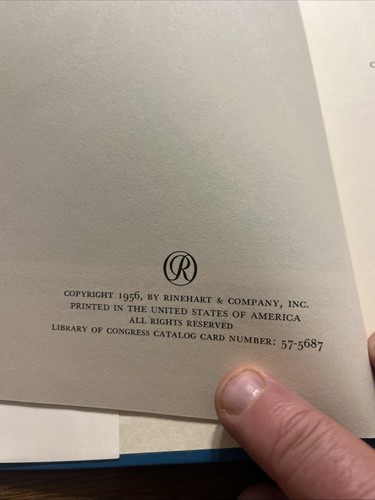 R
COPYRIGHT 1956, BY RINEHART & COMPANY, INC.
PRINTED IN THE UNITED STATES OF AMERICA
ALL RIGHTS RESERVED
LIBRARY OF CONGRESS CATALOG CARD NUMBER: 57-5687